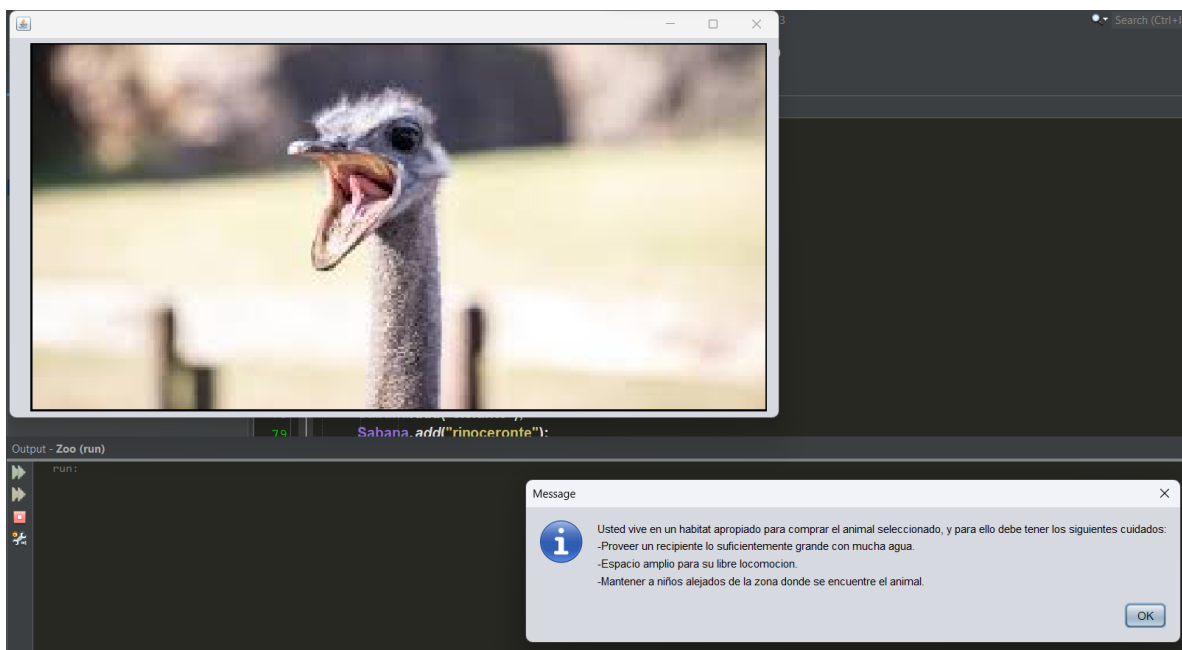 3
Search (Ctrl+I
79
Sabana.add("rinoceronte");
Output - Zoo (run)
run:
Message
Usted vive en un habitat apropiado para comprar el animal seleccionado, y para ello debe tener los siguientes cuidados:
-Proveer un recipiente lo suficientemente grande con mucha agua.
-Espacio amplio para su libre locomocion.
-Mantener a niños alejados de la zona donde se encuentre el animal.
OK